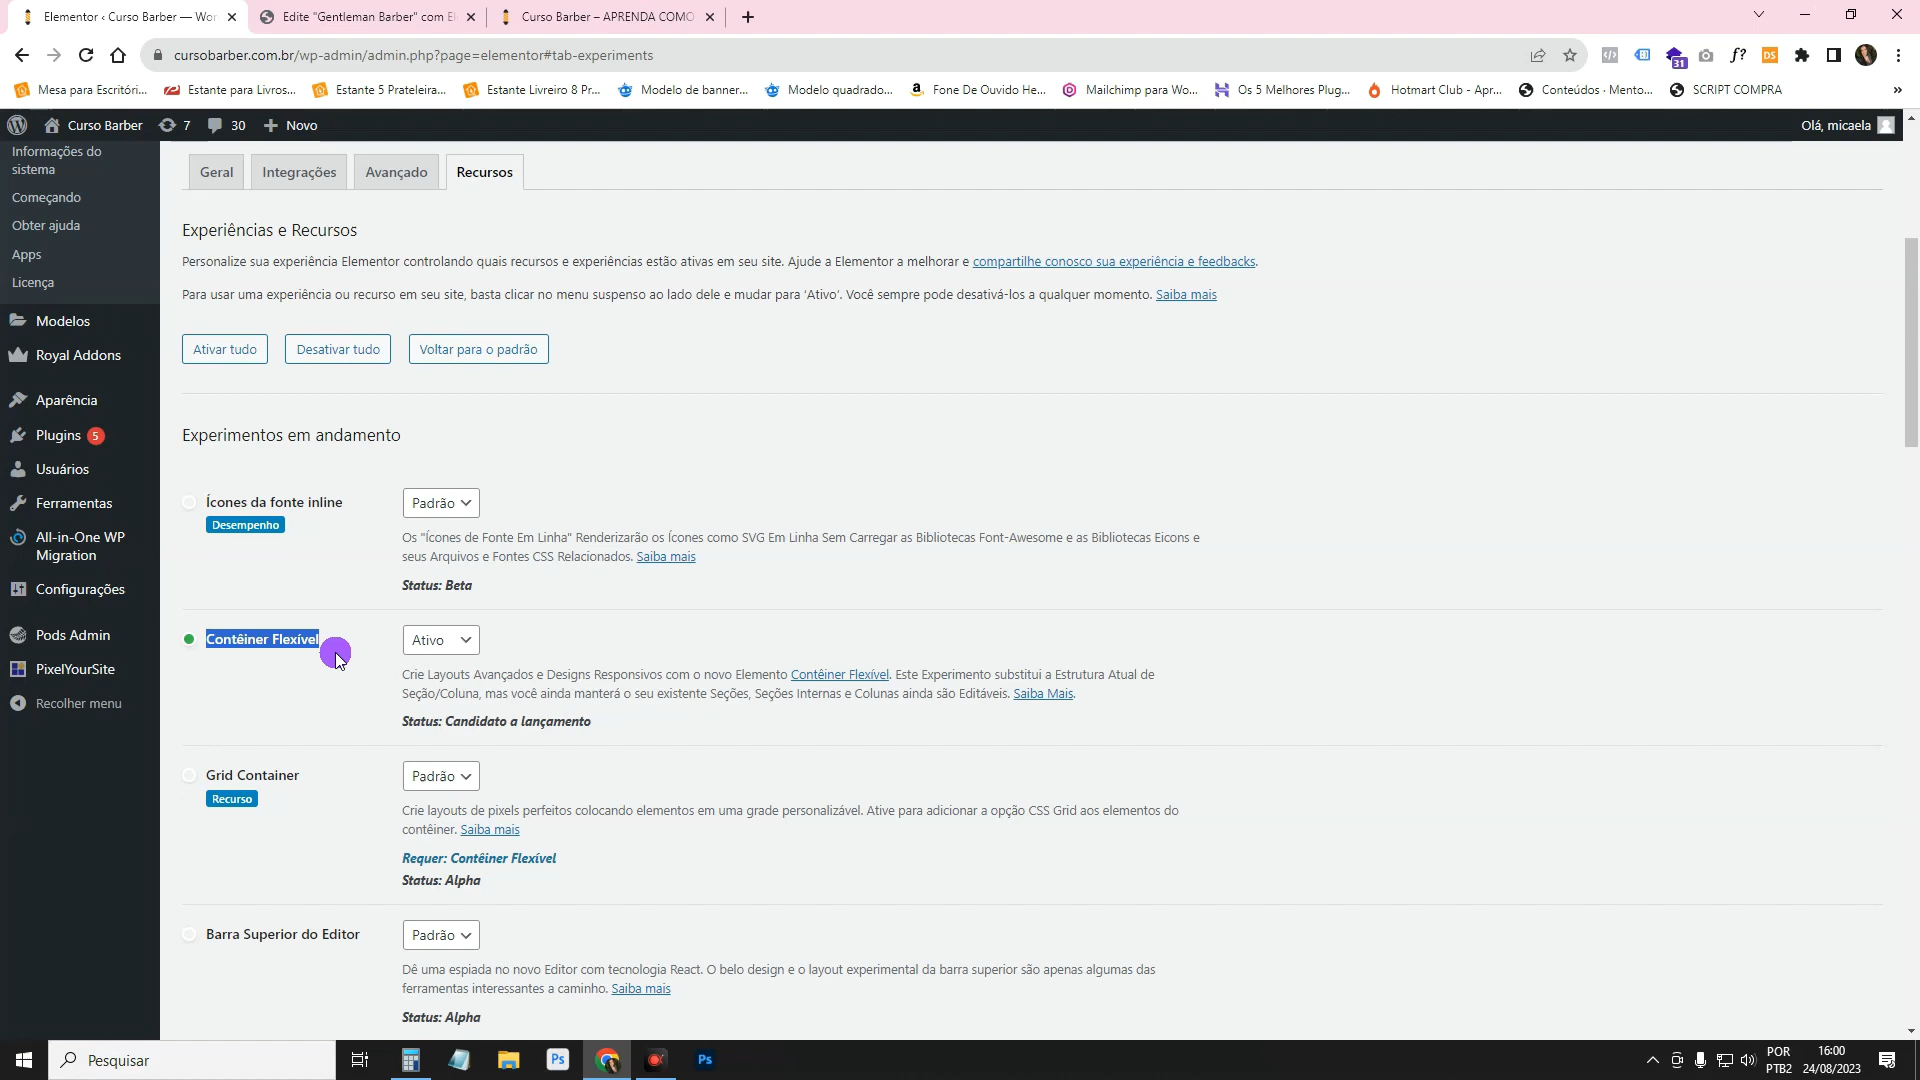 Elementor ‹ Curso Barber — Wor
Edite "Gentleman Barber" com El
Curso Barber – APRENDA COMO
cursobarber.com.br/wp-admin/admin.php?page=elementor#tab-experiments
31
f?
DS
Mesa para Escritóri...
Estante para Livros...
Estante 5 Prateleira...
Estante Livreiro 8 Pr...
Modelo de banner...
Modelo quadrado...
Fone De Ouvido He...
Mailchimp para Wo...
Os 5 Melhores Plug...
Hotmart Club - Apr...
Conteúdos · Mento...
SCRIPT COMPRA
»
Curso Barber
7
30
Novo
Olá, micaela
Informações do
sistema
Começando
Obter ajuda
Apps
Licença
Modelos
Royal Addons
Aparência
Plugins 5
Usuários
Ferramentas
All-in-One WP
Migration
Configurações
Pods Admin
PixelYourSite
Recolher menu
Geral
Integrações
Avançado
Recursos
Experiências e Recursos
Personalize sua experiência Elementor controlando quais recursos e experiências estão ativas em seu site. Ajude a Elementor a melhorar e compartilhe conosco sua experiência e feedbacks.
Para usar uma experiência ou recurso em seu site, basta clicar no menu suspenso ao lado dele e mudar para ‘Ativo’. Você sempre pode desativá-los a qualquer momento. Saiba mais
Ativar tudo
Desativar tudo
Voltar para o padrão
Experimentos em andamento
Ícones da fonte inline
Desempenho
Padrão
Os "Ícones de Fonte Em Linha" Renderizarão os Ícones como SVG Em Linha Sem Carregar as Bibliotecas Font-Awesome e as Bibliotecas Eicons e
seus Arquivos e Fontes CSS Relacionados. Saiba mais
Status: Beta
Contêiner Flexível
Ativo
Crie Layouts Avançados e Designs Responsivos com o novo Elemento Contêiner Flexível. Este Experimento substitui a Estrutura Atual de
Seção/Coluna, mas você ainda manterá o seu existente Seções, Seções Internas e Colunas ainda são Editáveis. Saiba Mais.
Status: Candidato a lançamento
Grid Container
Recurso
Padrão
Crie layouts de pixels perfeitos colocando elementos em uma grade personalizável. Ative para adicionar a opção CSS Grid aos elementos do
contêiner. Saiba mais
Requer: Contêiner Flexível
Status: Alpha
Barra Superior do Editor
Padrão
Dê uma espiada no novo Editor com tecnologia React. O belo design e o layout experimental da barra superior são apenas algumas das
ferramentas interessantes a caminho. Saiba mais
Status: Alpha
Pesquisar
Ps
Ps
POR
PTB2
16:00
24/08/2023